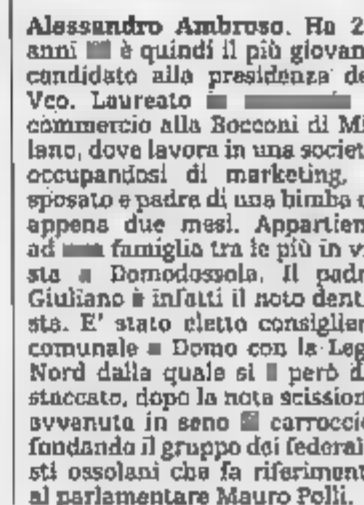 Alessandro Ambroso. Ha 2
anni è quindi il più giovan
candidato alla presidenza de
Vco. Laureato
commercio alla Bocconi di Mi
lano, dove lavora in una societ
occupandosi di marketing,
sposato e padre di una bimba d
appena due mesi. Appartien
ad famiglia tra le più in vi
sta a Domodossola. Il padr
Giuliano è infatti il noto denti
sta. E' stato eletto consiglier
comunale a Domo con la Leg
Nord dalla quale si però di
staccato, dopo la nota scission
avvenuta in seno carroccio
fondando il gruppo dei federali
sti ossolani che fa riferiment
al parlamentare Mauro Polli.